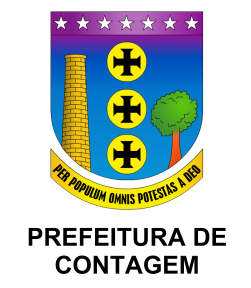 PER POPULUM OMNIS POTESTAS A DEO
PREFEITURA DE
CONTAGEM